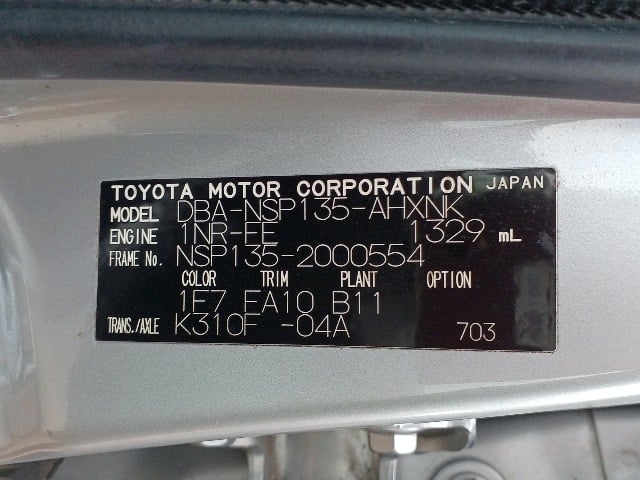 TOYOTA MOTOR CORPORATION JAPAN
MODEL DBA-NSP135-AHXNK
ENGINE 1NR-FE 1329 mL
FRAME No. NSP135-2000554
COLOR TRIM PLANT OPTION
1E7 FA10 B11
TRANS./AXLE K310F -04A 703